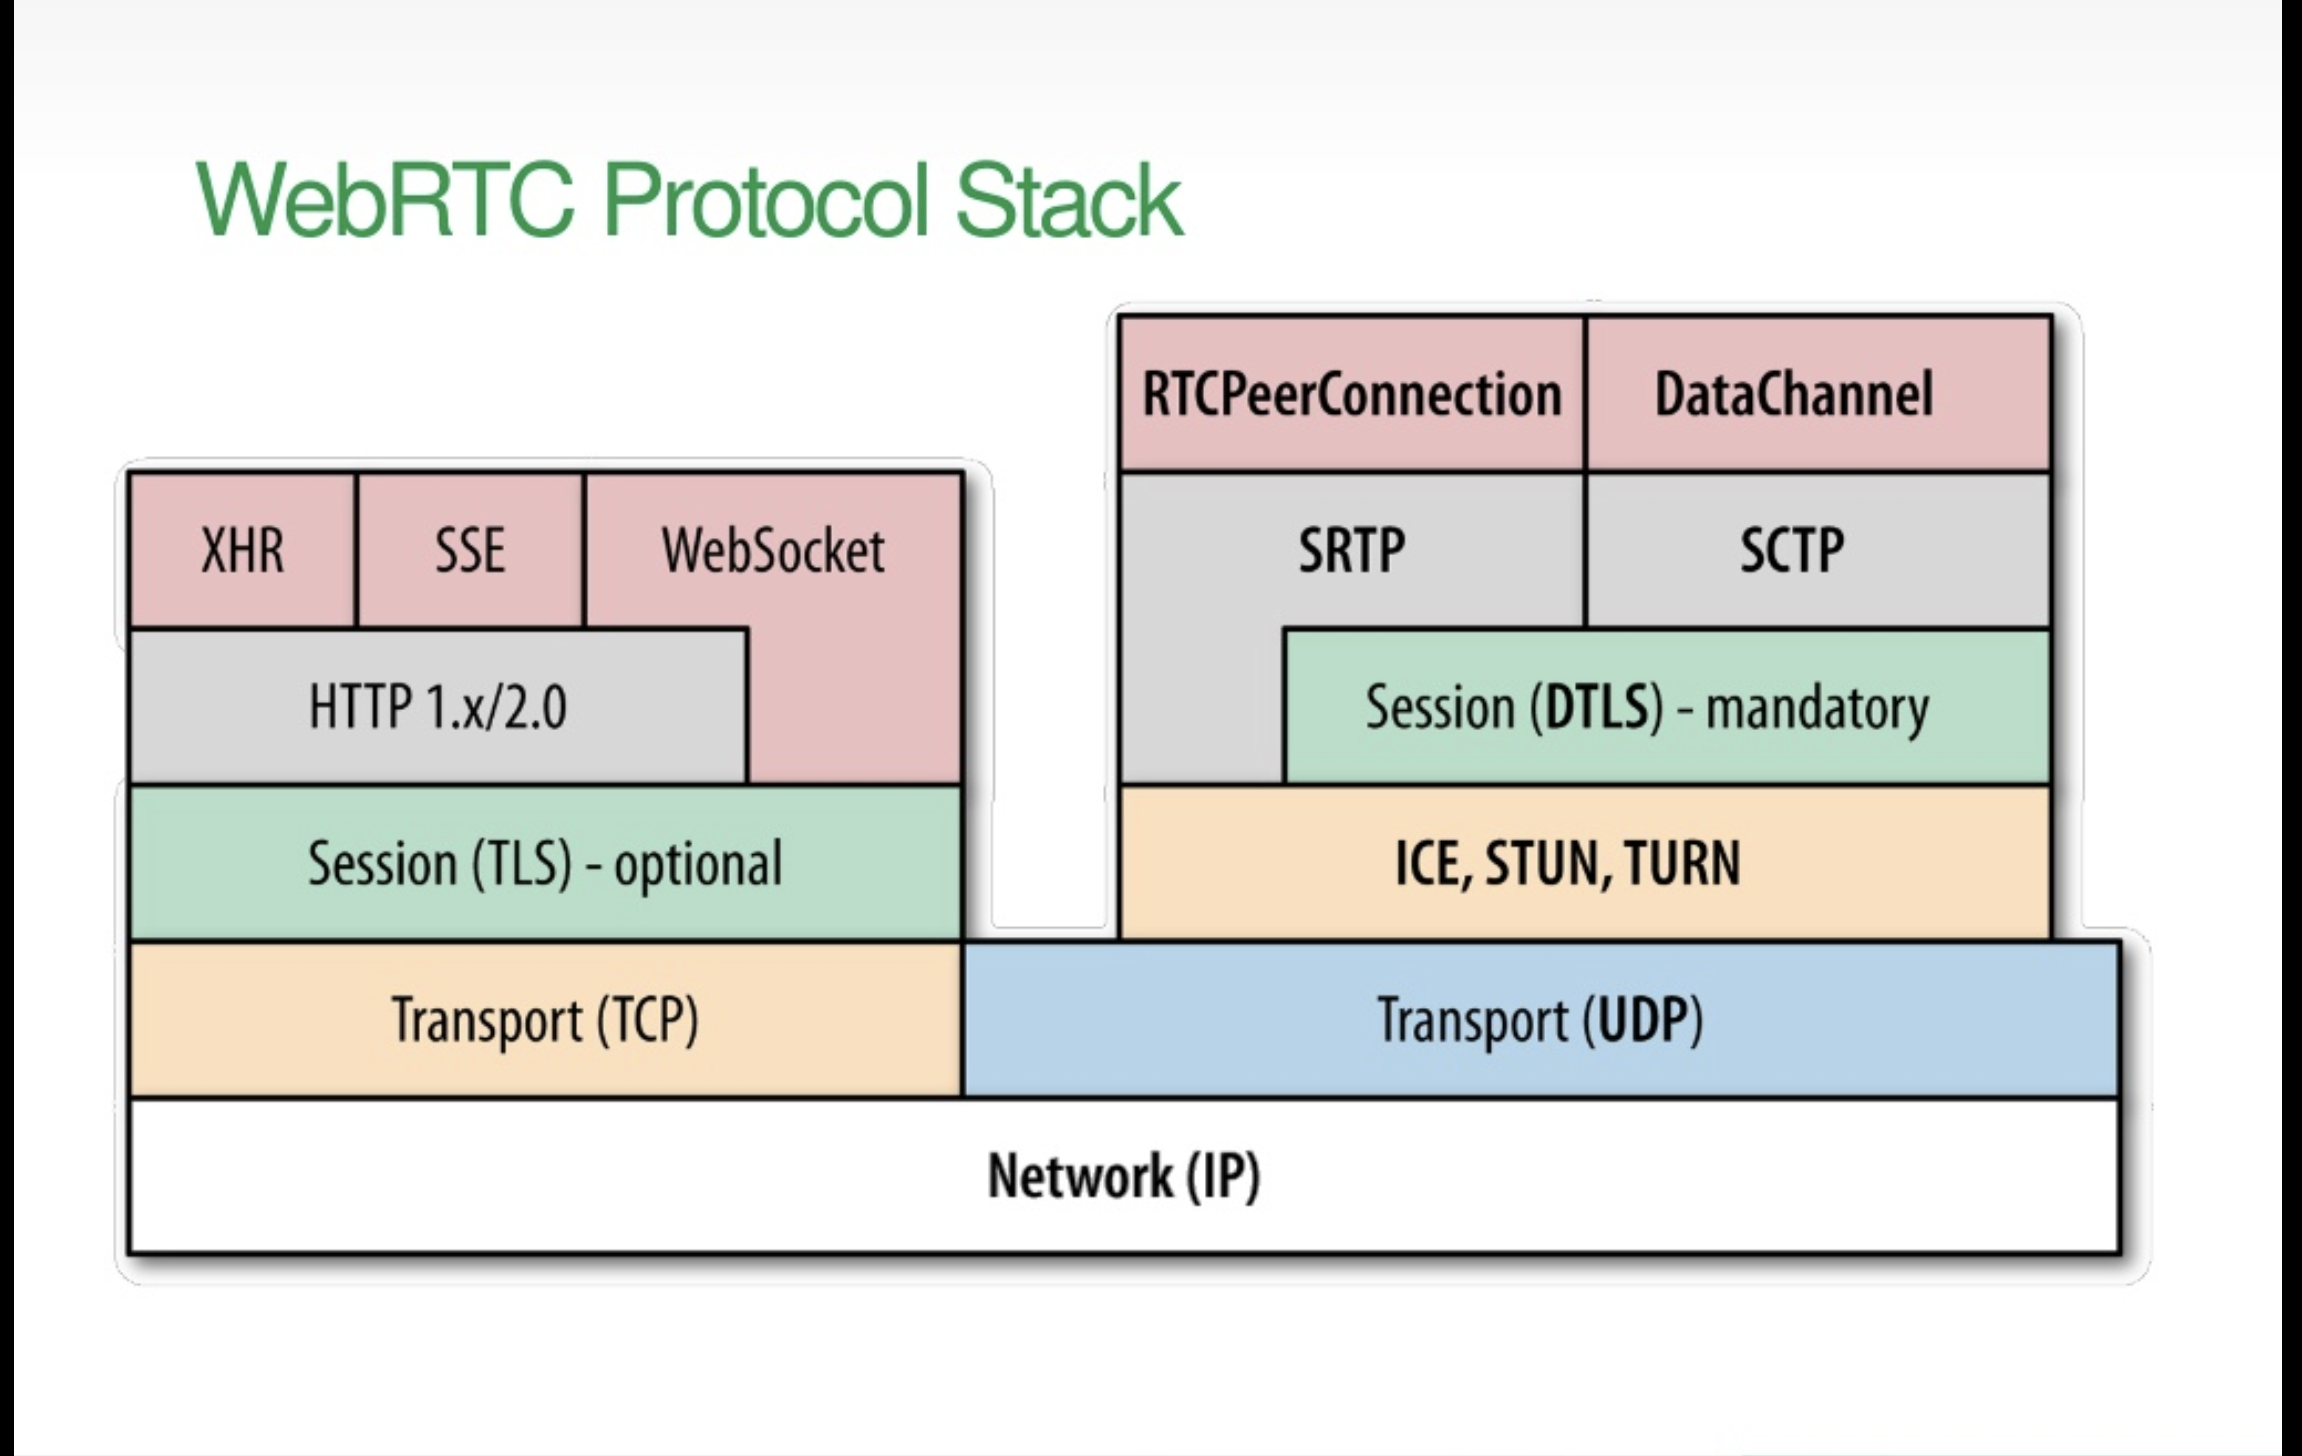 WebRTC Protocol Stack
RTCPeerConnection
DataChannel
XHR
SSE
WebSocket
SRTP
SCTP
HTTP 1.x/2.0
Session (DTLS) - mandatory
Session (TLS) - optional
ICE, STUN, TURN
Transport (TCP)
Transport (UDP)
Network (IP)